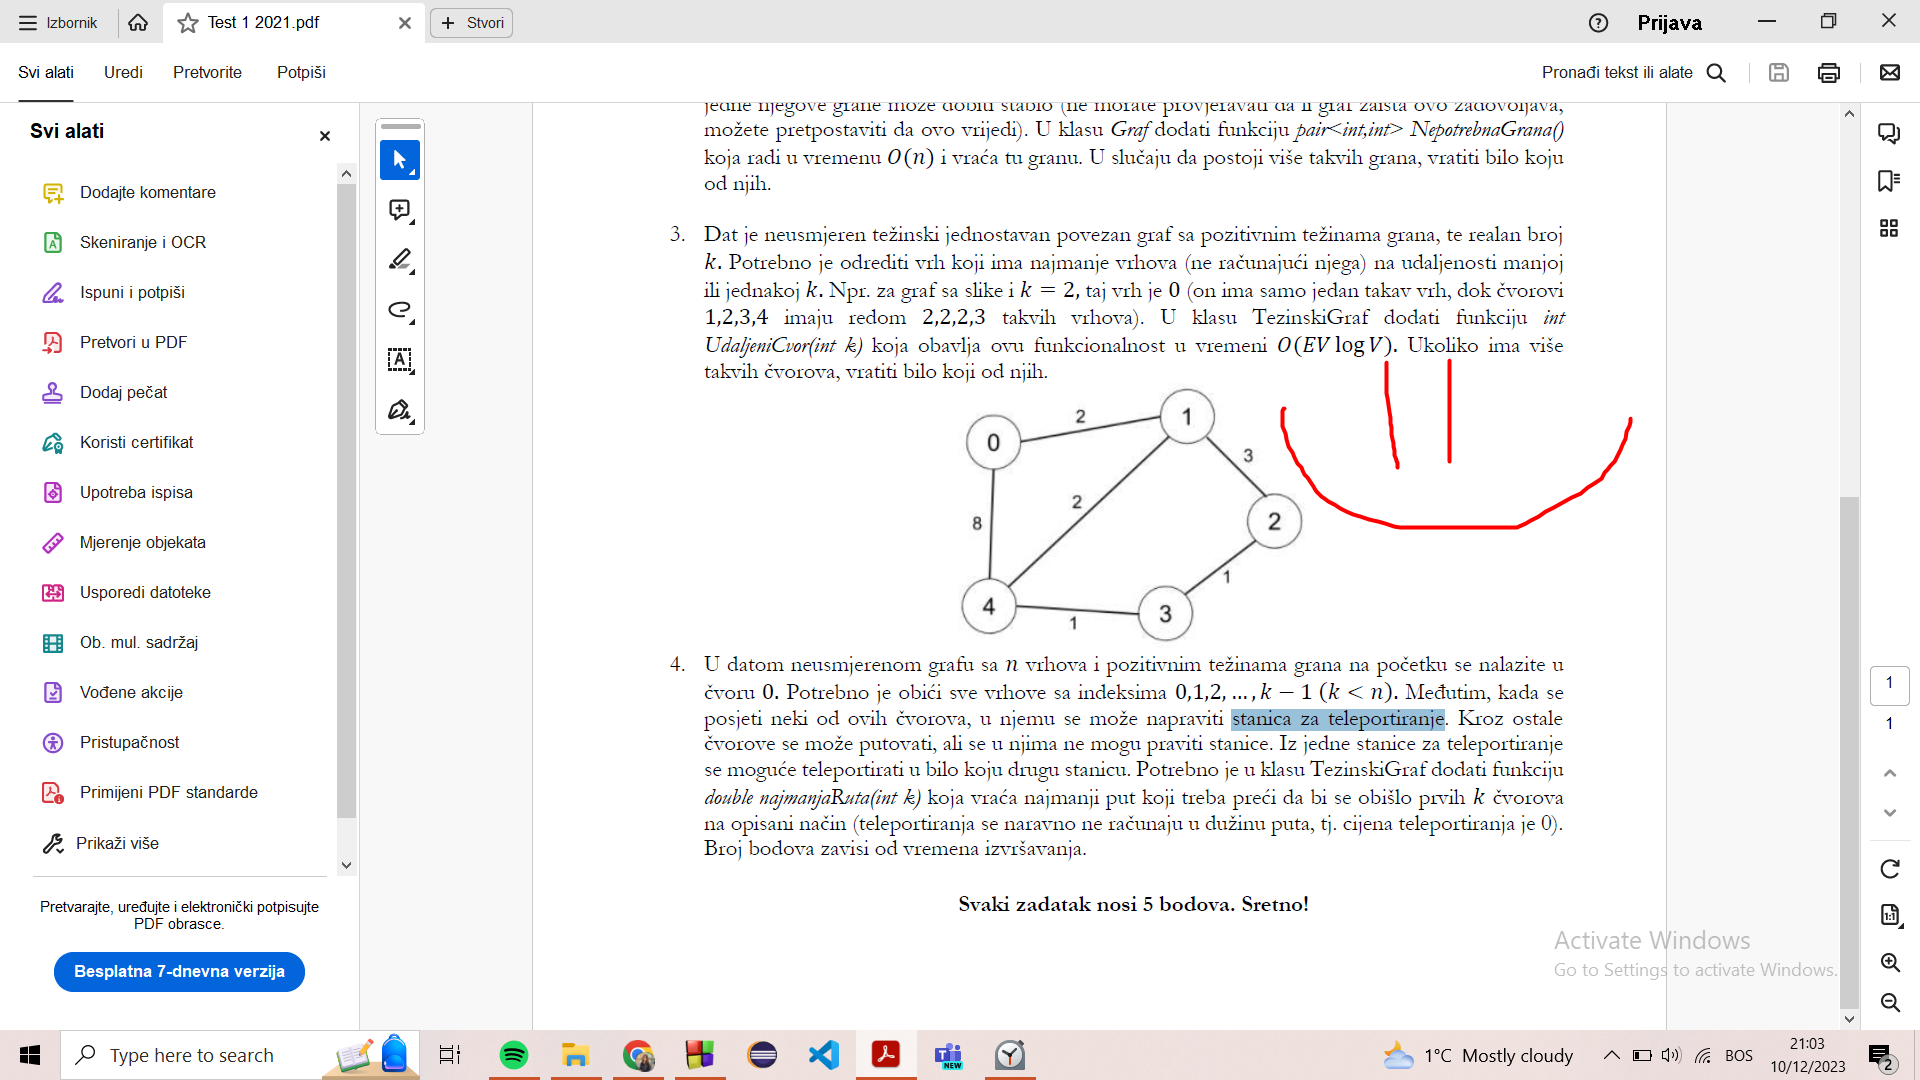 Izbornik
Test 1 2021.pdf
Stvori
Prijava
Svi alati
Uredi
Pretvorite
Potpiši
Pronađi tekst ili alate
Svi alati
Dodajte komentare
Skeniranje i OCR
Ispuni i potpiši
Pretvori u PDF
Dodaj pečat
Koristi certifikat
Upotreba ispisa
Mjerenje objekata
Usporedi datoteke
Ob. mul. sadržaj
Vođene akcije
Pristupačnost
Primijeni PDF standarde
Prikaži više
Pretvarajte, uređujte i elektronički potpisujte
PDF obrasce.
Besplatna 7-dnevna verzija
jedne njegove grane može dobiti stablo (ne morate provjeravati da li graf zaista ovo zadovoljava,
možete pretpostaviti da ovo vrijedi). U klasu Graf dodati funkciju pair<int,int> NepotrebnaGrana()
koja radi u vremenu O(n) i vraća tu granu. U slučaju da postoji više takvih grana, vratiti bilo koju
od njih.
3. Dat je neusmjeren težinski jednostavan povezan graf sa pozitivnim težinama grana, te realan broj
k. Potrebno je odrediti vrh koji ima najmanje vrhova (ne računajući njega) na udaljenosti manjoj
ili jednakoj k. Npr. za graf sa slike i k = 2, taj vrh je 0 (on ima samo jedan takav vrh, dok čvorovi
1,2,3,4 imaju redom 2,2,2,3 takvih vrhova). U klasu TezinskiGraf dodati funkciju int
UdaljeniCvor(int k) koja obavlja ovu funkcionalnost u vremeni O(EV log V). Ukoliko ima više
takvih čvorova, vratiti bilo koji od njih.
2
1
0
3
2
8
2
1
4
3
1
4. U datom neusmjerenom grafu sa n vrhova i pozitivnim težinama grana na početku se nalazite u
čvoru 0. Potrebno je obići sve vrhove sa indeksima 0,1,2, ... , k − 1 (k < n). Međutim, kada se
posjeti neki od ovih čvorova, u njemu se može napraviti stanica za teleportiranje. Kroz ostale
čvorove se može putovati, ali se u njima ne mogu praviti stanice. Iz jedne stanice za teleportiranje
se moguće teleportirati u bilo koju drugu stanicu. Potrebno je u klasu TezinskiGraf dodati funkciju
double najmanjaRuta(int k) koja vraća najmanji put koji treba preći da bi se obišlo prvih k čvorova
na opisani način (teleportiranja se naravno ne računaju u dužinu puta, tj. cijena teleportiranja je 0).
Broj bodova zavisi od vremena izvršavanja.
Svaki zadatak nosi 5 bodova. Sretno!
1
1
Activate Windows
Go to Settings to activate Windows.
Type here to search
NEW
1°C Mostly cloudy
BOS
21:03
10/12/2023
2